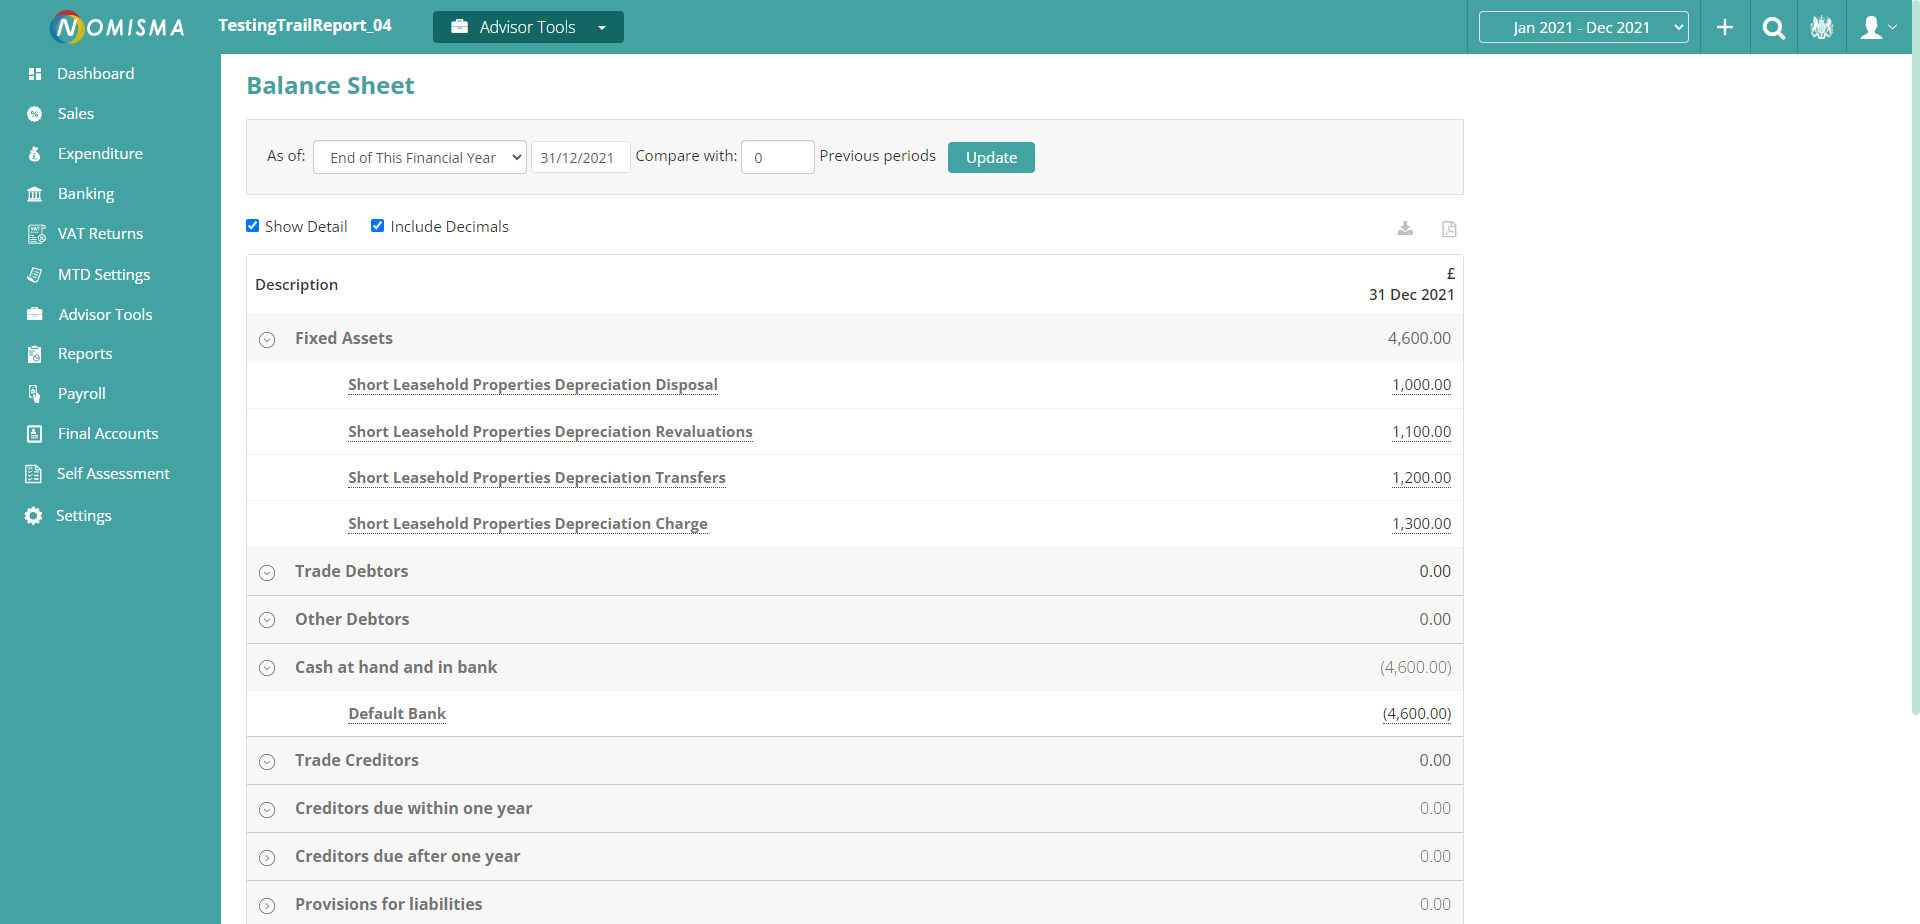 NOMISMA
TestingTrailReport_04
Advisor Tools
Jan 2021 - Dec 2021
Dashboard
Sales
Expenditure
Banking
VAT Returns
MTD Settings
Advisor Tools
Reports
Payroll
Final Accounts
Self Assessment
Settings
Balance Sheet
As of: End of This Financial Year 31/12/2021 Compare with: 0 Previous periods Update
Show Detail Include Decimals
£
Description
31 Dec 2021
Fixed Assets 4,600.00
Short Leasehold Properties Depreciation Disposal 1,000.00
Short Leasehold Properties Depreciation Revaluations 1,100.00
Short Leasehold Properties Depreciation Transfers 1,200.00
Short Leasehold Properties Depreciation Charge 1,300.00
Trade Debtors 0.00
Other Debtors 0.00
Cash at hand and in bank (4,600.00)
Default Bank (4,600.00)
Trade Creditors 0.00
Creditors due within one year 0.00
Creditors due after one year 0.00
Provisions for liabilities 0.00